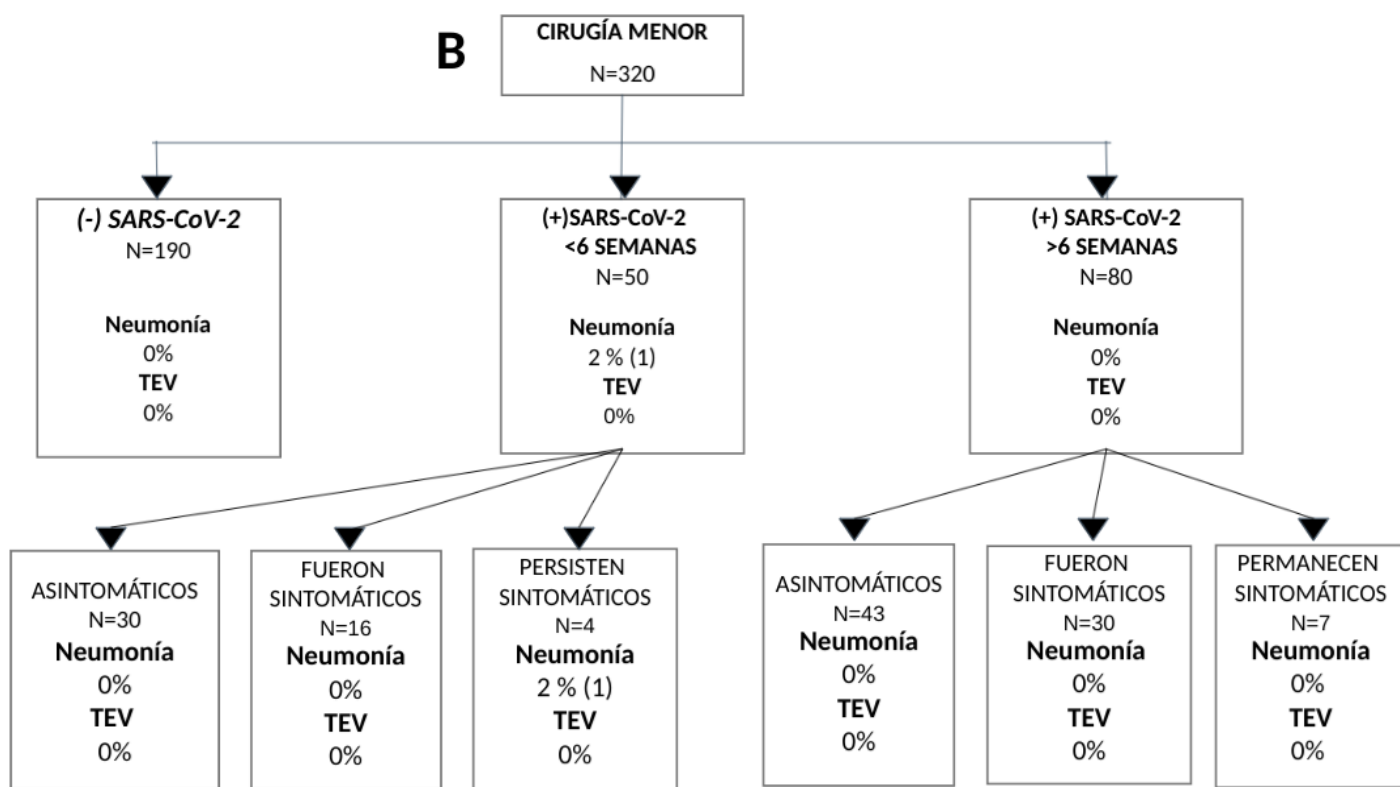 B
CIRUGÍA MENOR
N=320
(-) SARS-CoV-2
N=190
Neumonía
0%
TEV
0%
(+)SARS-CoV-2
<6 SEMANAS
N=50
Neumonía
2 % (1)
TEV
0%
(+) SARS-CoV-2
>6 SEMANAS
N=80
Neumonía
0%
TEV
0%
ASINTOMÁTICOS
N=30
Neumonía
0%
TEV
0%
FUERON
SINTOMÁTICOS
N=16
Neumonía
0%
TEV
0%
PERSISTEN
SINTOMÁTICOS
N=4
Neumonía
2 % (1)
TEV
0%
ASINTOMÁTICOS
N=43
Neumonía
0%
TEV
0%
FUERON
SINTOMÁTICOS
N=30
Neumonía
0%
TEV
0%
PERMANECEN
SINTOMÁTICOS
N=7
Neumonía
0%
TEV
0%